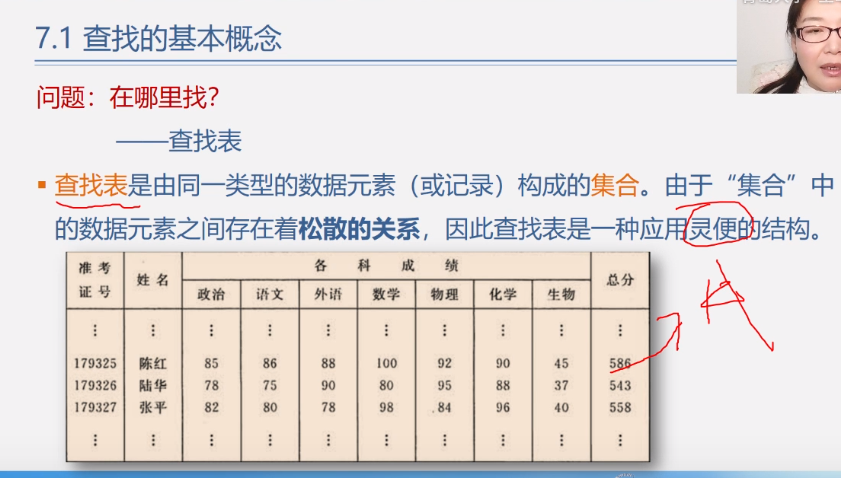 7.1 查找的基本概念
问题：在哪里找？
——查找表
▪ 查找表是由同一类型的数据元素（或记录）构成的集合。由于“集合”中
的数据元素之间存在着松散的关系，因此查找表是一种应用灵便的结构。
准考证号 姓名 各科成绩 总分
政治 语文 外语 数学 物理 化学 生物
⋮ ⋮ ⋮ ⋮ ⋮ ⋮ ⋮ ⋮ ⋮ ⋮
179325 陈红 85 86 88 100 92 90 45 586
179326 陆华 78 75 90 80 95 88 37 543
179327 张平 82 80 78 98 84 96 40 558
⋮ ⋮ ⋮ ⋮ ⋮ ⋮ ⋮ ⋮ ⋮ ⋮